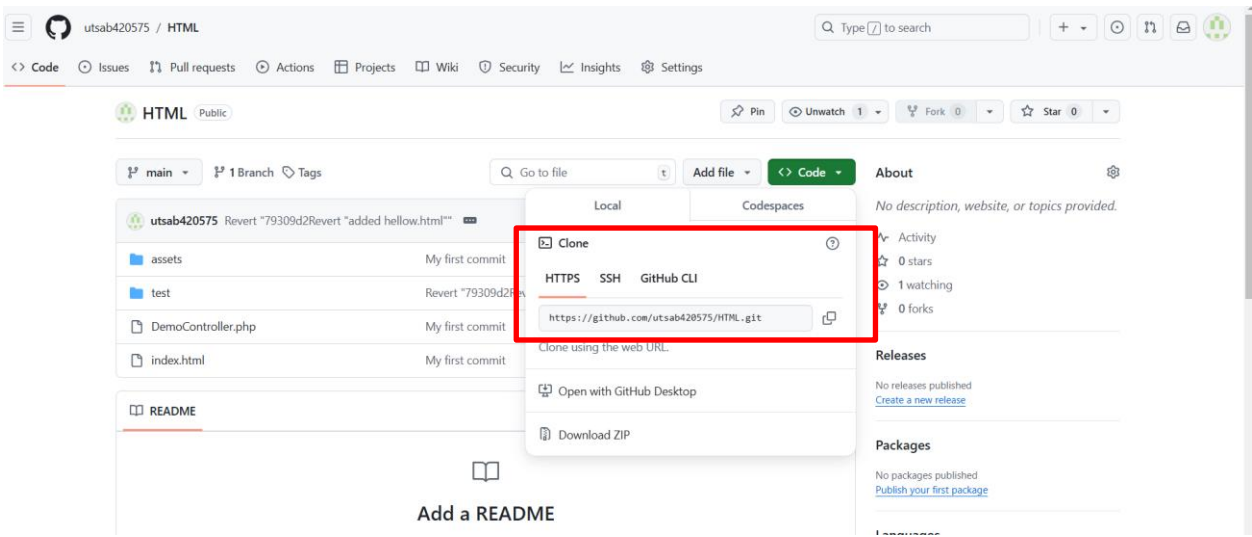 utsab420575 / HTML
Type / to search
Code Issues Pull requests Actions Projects Wiki Security Insights Settings
HTML Public
Pin Unwatch 1 Fork 0 Star 0
main 1 Branch Tags
Go to file t Add file Code
utsab420575 Revert "79309d2Revert "added hellow.html""
assets My first commit
test Revert "79309d2Rev
DemoController.php My first commit
index.html My first commit
README
Add a README
Local Codespaces
Clone
HTTPS SSH GitHub CLI
https://github.com/utsab420575/HTML.git
Clone using the web URL.
Open with GitHub Desktop
Download ZIP
About
No description, website, or topics provided.
Activity
0 stars
1 watching
0 forks
Releases
No releases published
Create a new release
Packages
No packages published
Publish your first package
Languages